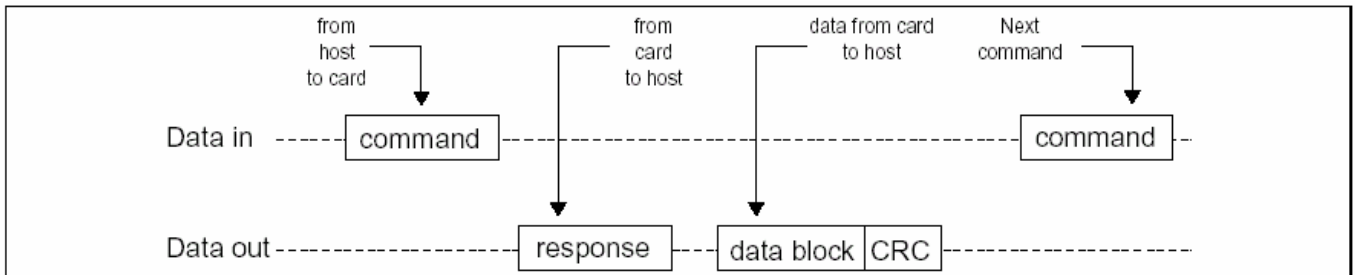 from
host
to card
from
card
to host
data from card
to host
Next
command
Data in
command
command
Data out
response
data block
CRC